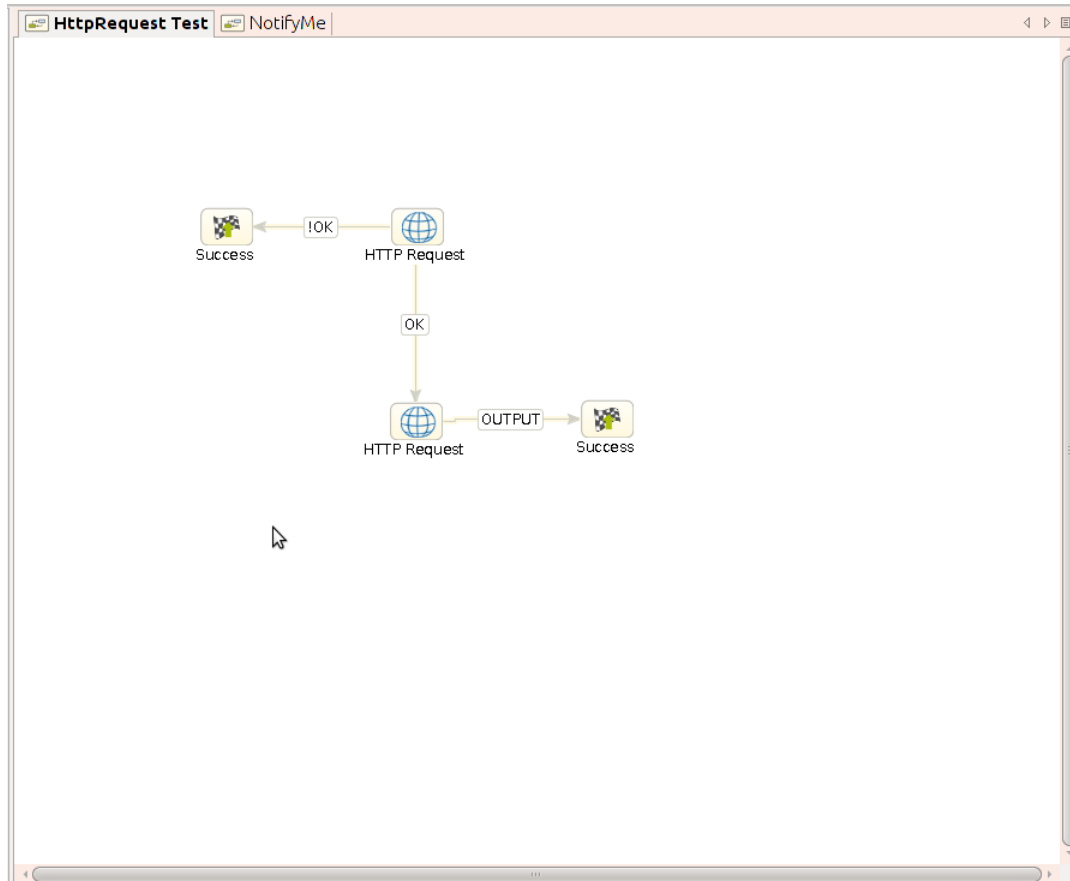 HttpRequest Test NotifyMe
!OK
Success HTTP Request
OK
OUTPUT
HTTP Request Success